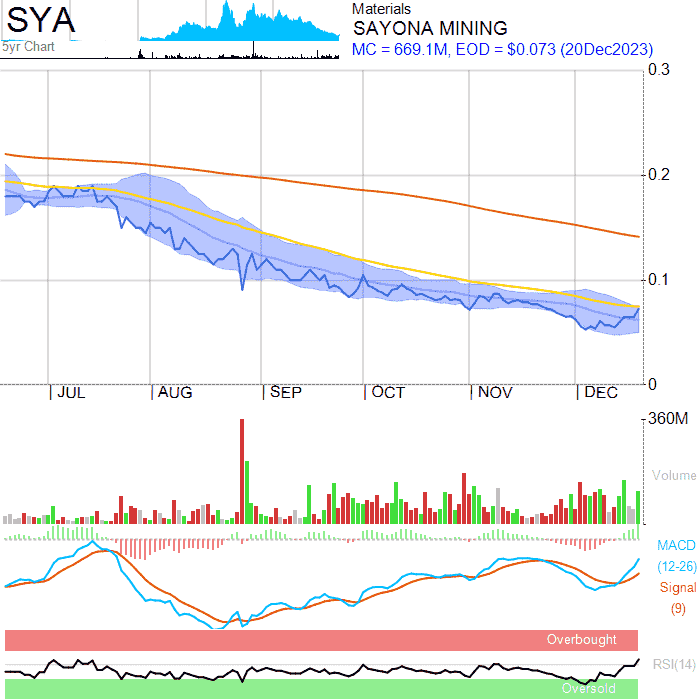 SYA
5yr Chart
Materials
SAYONA MINING
MC = 669.1M, EOD = $0.073 (20Dec2023)
0.3
0.2
0.1
0
JUL AUG SEP OCT NOV DEC
360M
Volume
MACD
(12-26)
Signal
(9)
Overbought
RSI(14)
Oversold